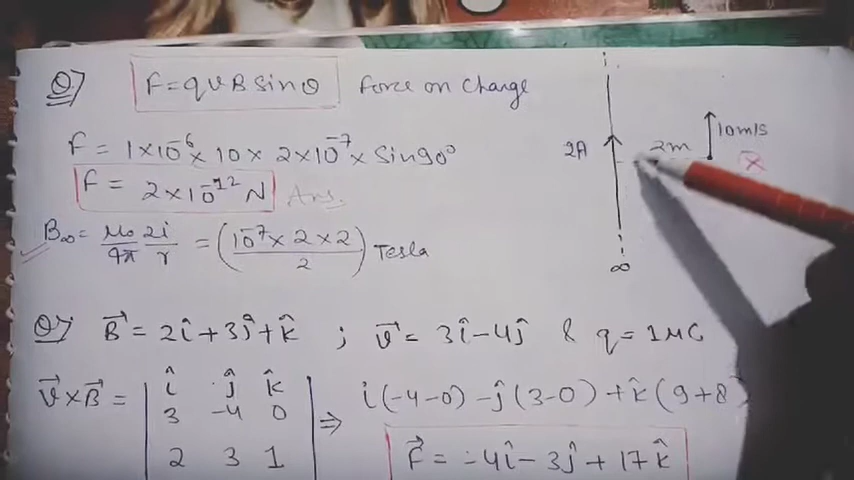 Q7 F = qvBsinθ Force on Charge
F = 1×10⁻⁶ × 10 × 2×10⁻⁷ × Sin90°
F = 2×10⁻¹² N Ans.
B∞ = μ₀/4π 2i/r = (10⁻⁷ × 2 × 2 / 2) Tesla
2A 2m 10m/s
x
∞
Q7 B⃗ = 2î + 3ĵ + k̂ ; v⃗ = 3î - 4ĵ & q = 1μC
v⃗ × B⃗ = | î ĵ k̂ | ⇒ i(-4-0) - ĵ(3-0) + k̂(9+8)
3 -4 0
2 3 1
F⃗ = -4î - 3ĵ + 17k̂